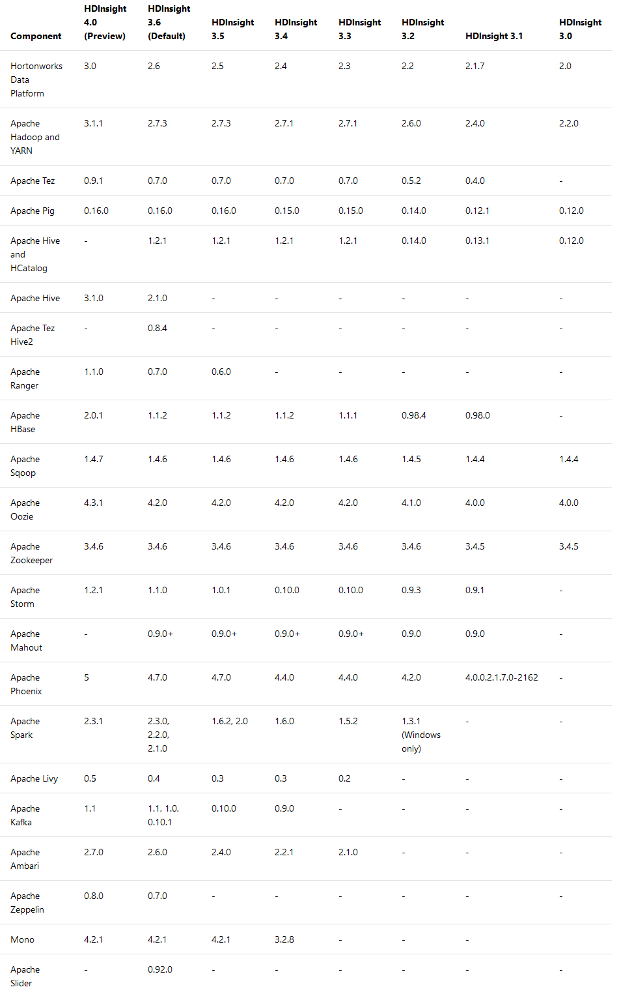 Component HDInsight 4.0 (Preview) HDInsight 3.6 (Default) HDInsight 3.5 HDInsight 3.4 HDInsight 3.3 HDInsight 3.2 HDInsight 3.1 HDInsight 3.0
Hortonworks Data Platform 3.0 2.6 2.5 2.4 2.3 2.2 2.1.7 2.0
Apache Hadoop and YARN 3.1.1 2.7.3 2.7.3 2.7.1 2.7.1 2.6.0 2.4.0 2.2.0
Apache Tez 0.9.1 0.7.0 0.7.0 0.7.0 0.7.0 0.5.2 0.4.0 -
Apache Pig 0.16.0 0.16.0 0.16.0 0.15.0 0.15.0 0.14.0 0.12.1 0.12.0
Apache Hive and HCatalog - 1.2.1 1.2.1 1.2.1 1.2.1 0.14.0 0.13.1 0.12.0
Apache Hive 3.1.0 2.1.0 - - - - - -
Apache Tez Hive2 - 0.8.4 - - - - - -
Apache Ranger 1.1.0 0.7.0 0.6.0 - - - - -
Apache HBase 2.0.1 1.1.2 1.1.2 1.1.2 1.1.1 0.98.4 0.98.0 -
Apache Sqoop 1.4.7 1.4.6 1.4.6 1.4.6 1.4.6 1.4.5 1.4.4 1.4.4
Apache Oozie 4.3.1 4.2.0 4.2.0 4.2.0 4.2.0 4.1.0 4.0.0 4.0.0
Apache Zookeeper 3.4.6 3.4.6 3.4.6 3.4.6 3.4.6 3.4.6 3.4.5 3.4.5
Apache Storm 1.2.1 1.1.0 1.0.1 0.10.0 0.10.0 0.9.3 0.9.1 -
Apache Mahout - 0.9.0+ 0.9.0+ 0.9.0+ 0.9.0+ 0.9.0 0.9.0 -
Apache Phoenix 5 4.7.0 4.7.0 4.4.0 4.4.0 4.2.0 4.0.0.2.1.7.0-2162 -
Apache Spark 2.3.1 2.3.0, 2.2.0, 2.1.0 1.6.2, 2.0 1.6.0 1.5.2 1.3.1 (Windows only) - -
Apache Livy 0.5 0.4 0.3 0.3 0.2 - - -
Apache Kafka 1.1 1.1, 1.0, 0.10.1 0.10.0 0.9.0 - - - -
Apache Ambari 2.7.0 2.6.0 2.4.0 2.2.1 2.1.0 - - -
Apache Zeppelin 0.8.0 0.7.0 - - - - - -
Mono 4.2.1 4.2.1 4.2.1 3.2.8 - - -
Apache Slider - 0.92.0 - - - - - -